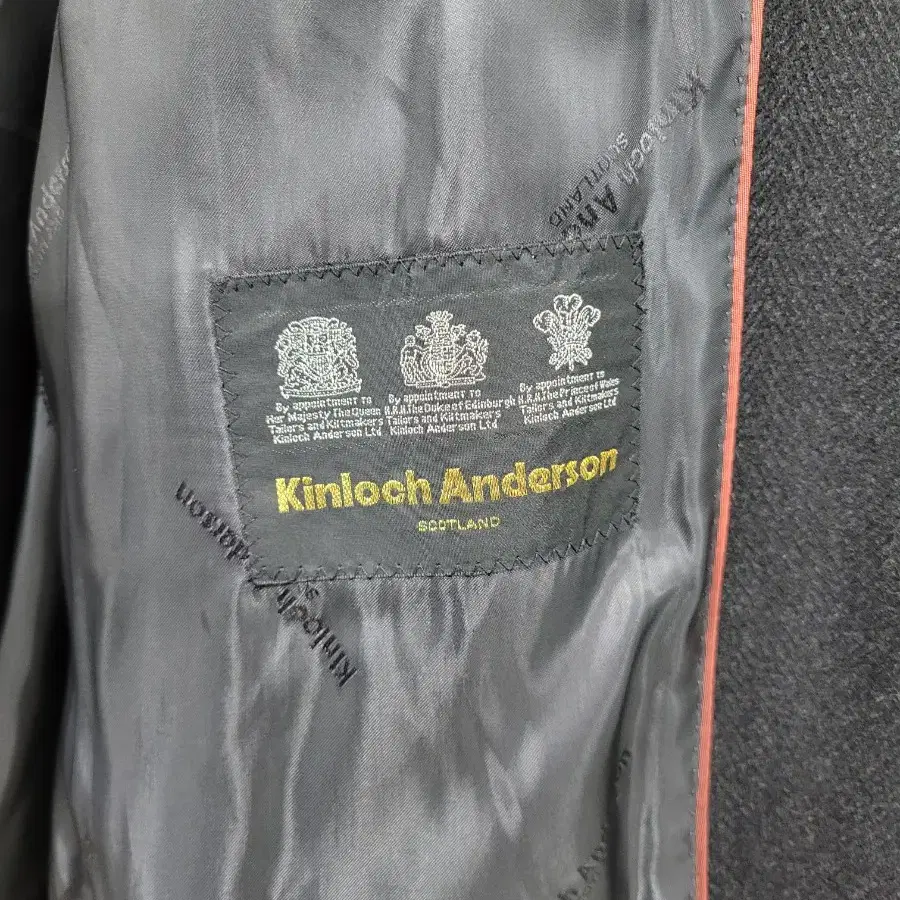 Kinloch And
SCOTLAND
Anderson
By appointment to
Her Majesty The Queen
Tailors and Kiltmakers
Kinloch Anderson Ltd
By appointment to
H.R.H.The Duke of Edinburgh
Tailors and Kiltmakers
Kinloch Anderson Ltd
By appointment to
H.R.H.The Prince of Wales
Tailors and Kiltmakers
Kinloch Anderson Ltd
Kinloch Anderson
SCOTLAND
Kinloch derson